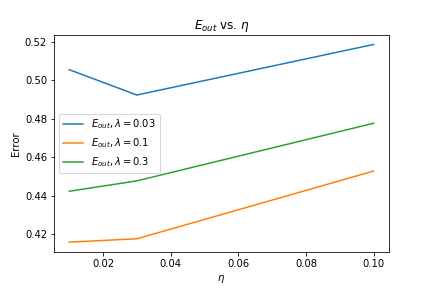 E_out vs. η
0.52
0.50
0.48
0.46
0.44
0.42
Error
E_out, λ = 0.03
E_out, λ = 0.1
E_out, λ = 0.3
0.02
0.04
0.06
0.08
0.10
η